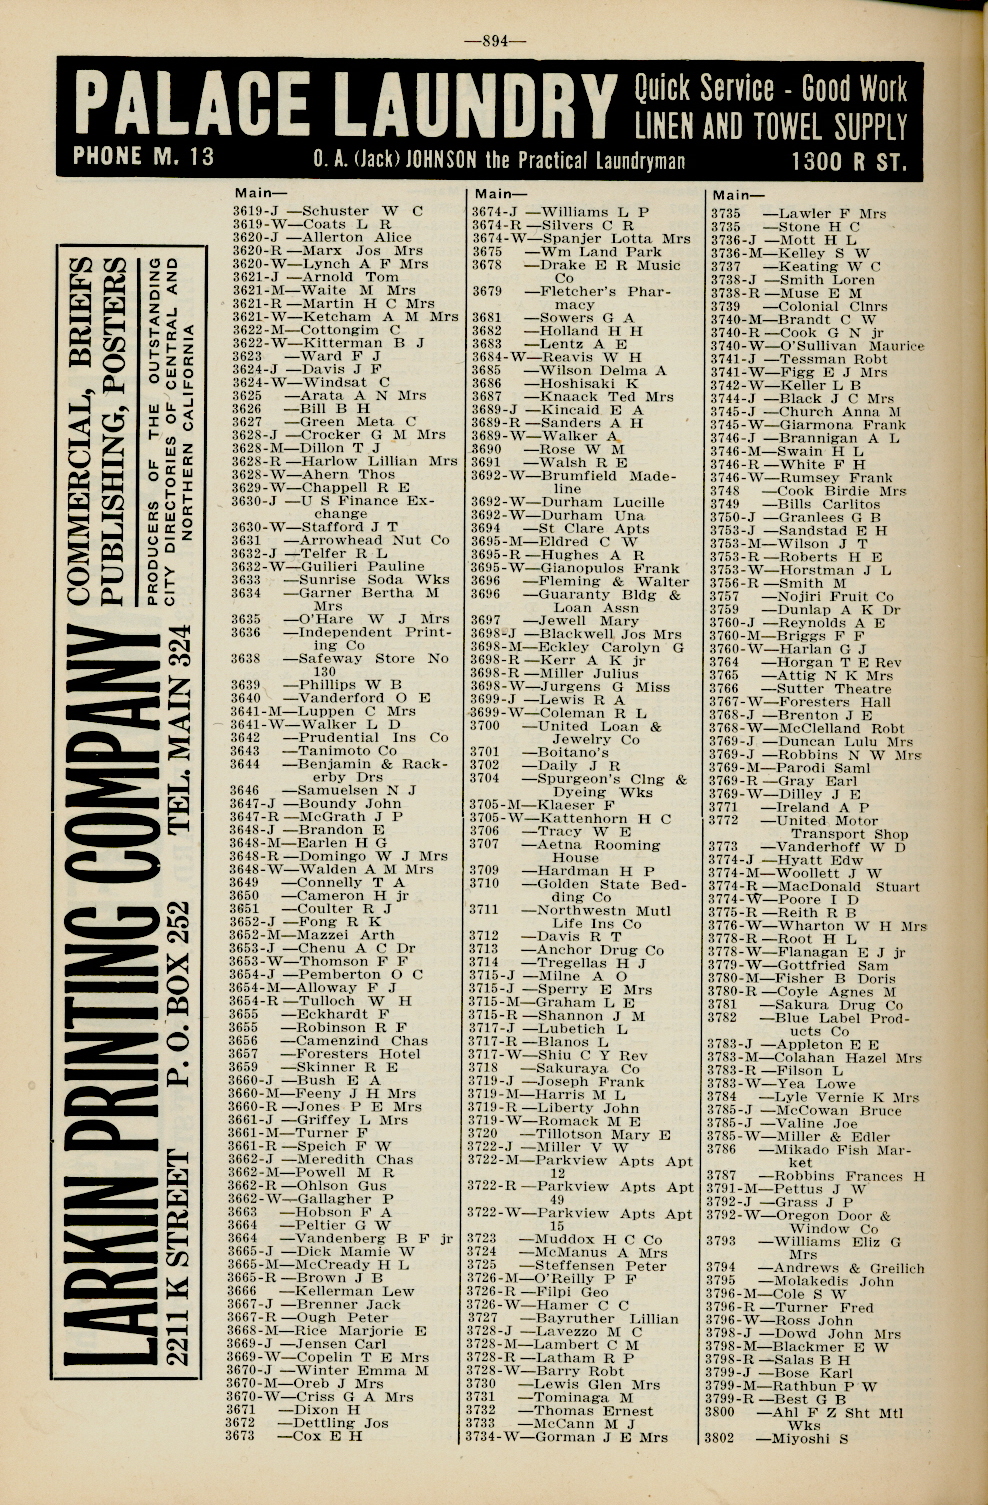 —894—
PALACE LAUNDRY
Quick Service - Good Work
LINEN AND TOWEL SUPPLY
PHONE M. 13
O. A. (Jack) JOHNSON the Practical Laundryman
1300 R ST.
LARKIN PRINTING COMPANY
2211 K STREET P. O. BOX 252 TEL. MAIN 324
COMMERCIAL, BRIEFS
PUBLISHING, POSTERS
PRODUCERS OF THE OUTSTANDING
CITY DIRECTORIES OF CENTRAL AND
NORTHERN CALIFORNIA
Main—
3619-J —Schuster W C
3619-W—Coats L R
3620-J —Allerton Alice
3620-R —Marx Jos Mrs
3620-W—Lynch A F Mrs
3621-J —Arnold Tom
3621-M—Waite M Mrs
3621-R —Martin H C Mrs
3621-W—Ketcham A M Mrs
3622-M—Cottongim C
3622-W—Kitterman B J
3623 —Ward F J
3624-J —Davis J F
3624-W—Windsat C
3625 —Arata A N Mrs
3626 —Bill B H
3627 —Green Meta C
3628-J —Crocker G M Mrs
3628-M—Dillon T J
3628-R —Harlow Lillian Mrs
3628-W—Ahern Thos
3629-W—Chappell R E
3630-J —U S Finance Ex-
change
3630-W—Stafford J T
3631 —Arrowhead Nut Co
3632-J —Telfer R L
3632-W—Guilieri Pauline
3633 —Sunrise Soda Wks
3634 —Garner Bertha M
Mrs
3635 —O'Hare W J Mrs
3636 —Independent Print-
ing Co
3638 —Safeway Store No
130
3639 —Phillips W B
3640 —Vanderford O E
3641-M—Luppen C Mrs
3641-W—Walker L D
3642 —Prudential Ins Co
3643 —Tanimoto Co
3644 —Benjamin & Rack-
erby Drs
3646 —Samuelsen N J
3647-J —Boundy John
3647-R —McGrath J P
3648-J —Brandon E
3648-M—Earlen H G
3648-R —Domingo W J Mrs
3648-W—Walden A M Mrs
3649 —Connelly T A
3650 —Cameron H jr
3651 —Coulter R J
3652-J —Fong R K
3652-M—Mazzei Arth
3653-J —Chenu A C Dr
3653-W—Thomson F F
3654-J —Pemberton O C
3654-M—Alloway F J
3654-R —Tulloch W H
3655 —Eckhardt F
3655 —Robinson R F
3656 —Camenzind Chas
3657 —Foresters Hotel
3659 —Skinner R E
3660-J —Bush E A
3660-M—Feeny J H Mrs
3660-R —Jones P E Mrs
3661-J —Griffey L Mrs
3661-M—Turner F
3661-R —Speich F W
3662-J —Meredith Chas
3662-M—Powell M R
3662-R —Ohlson Gus
3662-W—Gallagher P
3663 —Hobson F A
3664 —Peltier G W
3664 —Vandenberg B F jr
3665-J —Dick Mamie W
3665-M—McCready H L
3665-R —Brown J B
3666 —Kellerman Lew
3667-J —Brenner Jack
3667-R —Ough Peter
3668-M—Rice Marjorie E
3669-J —Jensen Carl
3669-W—Copelin T E Mrs
3670-J —Winter Emma M
3670-M—Oreb J Mrs
3670-W—Criss G A Mrs
3671 —Dixon H
3672 —Dettling Jos
3673 —Cox E H
Main—
3674-J —Williams L P
3674-R —Silvers C R
3674-W—Spanjer Lotta Mrs
3675 —Wm Land Park
3678 —Drake E R Music
Co
3679 —Fletcher's Phar-
macy
3681 —Sowers G A
3682 —Holland H H
3683 —Lentz A E
3684-W—Reavis W H
3685 —Wilson Delma A
3686 —Hoshisaki K
3687 —Knaack Ted Mrs
3689-J —Kincaid E A
3689-R —Sanders A H
3689-W—Walker A
3690 —Rose W M
3691 —Walsh R E
3692-W—Brumfield Made-
line
3692-W—Durham Lucille
3692-W—Durham Una
3694 —St Clare Apts
3695-M—Eldred C W
3695-R —Hughes A R
3695-W—Gianopulos Frank
3696 —Fleming & Walter
3696 —Guaranty Bldg &
Loan Assn
3697 —Jewell Mary
3698-J —Blackwell Jos Mrs
3698-M—Eckley Carolyn G
3698-R —Kerr A K jr
3698-R —Miller Julius
3698-W—Jurgens G Miss
3699-J —Lewis R A
3699-W—Coleman R L
3700 —United Loan &
Jewelry Co
3701 —Boitano's
3702 —Daily J R
3704 —Spurgeon's Clng &
Dyeing Wks
3705-M—Klaeser F
3705-W—Kattenhorn H C
3706 —Tracy W E
3707 —Aetna Rooming
House
3709 —Hardman H P
3710 —Golden State Bed-
ding Co
3711 —Northwestn Mutl
Life Ins Co
3712 —Davis R T
3713 —Anchor Drug Co
3714 —Tregellas H J
3715-J —Milne A O
3715-J —Sperry E Mrs
3715-M—Graham L E
3715-R —Shannon J M
3717-J —Lubetich L
3717-R —Blanos L
3717-W—Shiu C Y Rev
3718 —Sakuraya Co
3719-J —Joseph Frank
3719-M—Harris M L
3719-R —Liberty John
3719-W—Romack M E
3720 —Tillotson Mary E
3722-J —Miller V W
3722-M—Parkview Apts Apt
12
3722-R —Parkview Apts Apt
49
3722-W—Parkview Apts Apt
15
3723 —Muddox H C Co
3724 —McManus A Mrs
3725 —Steffensen Peter
3726-M—O'Reilly P F
3726-R —Filpi Geo
3726-W—Hamer C C
3727 —Bayruther Lillian
3728-J —Lavezzo M C
3728-M—Lambert C M
3728-R —Latham R P
3728-W—Barry Robt
3730 —Lewis Glen Mrs
3731 —Tominaga M
3732 —Thomas Ernest
3733 —McCann M J
3734-W—Gorman J E Mrs
Main—
3735 —Lawler F Mrs
3735 —Stone H C
3736-J —Mott H L
3736-M—Kelley S W
3737 —Keating W C
3738-J —Smith Loren
3738-R —Muse E M
3739 —Colonial Clnrs
3740-M—Brandt C W
3740-R —Cook G N jr
3740-W—O'Sullivan Maurice
3741-J —Tessman Robt
3741-W—Figg E J Mrs
3742-W—Keller L B
3744-J —Black J C Mrs
3745-J —Church Anna M
3745-W—Giarmona Frank
3746-J —Brannigan A L
3746-M—Swain H L
3746-R —White F H
3746-W—Rumsey Frank
3748 —Cook Birdie Mrs
3749 —Bills Carlitos
3750-J —Granlees G B
3753-J —Sandstad E H
3753-M—Wilson J T
3753-R —Roberts H E
3753-W—Horstman J L
3756-R —Smith M
3757 —Nojiri Fruit Co
3759 —Dunlap A K Dr
3760-J —Reynolds A E
3760-M—Briggs F F
3760-W—Harlan G J
3764 —Horgan T E Rev
3765 —Attig N K Mrs
3766 —Sutter Theatre
3767-W—Foresters Hall
3768-J —Brenton J E
3768-W—McClelland Robt
3769-J —Duncan Lulu Mrs
3769-J —Robbins N W Mrs
3769-M—Parodi Saml
3769-R —Gray Earl
3769-W—Dilley J E
3771 —Ireland A P
3772 —United Motor
Transport Shop
3773 —Vanderhoff W D
3774-J —Hyatt Edw
3774-M—Woollett J W
3774-R —MacDonald Stuart
3774-W—Poore I D
3775-R —Reith R B
3776-W—Wharton W H Mrs
3778-R —Root H L
3778-W—Flanagan E J jr
3779-W—Gottfried Sam
3780-M—Fisher B Doris
3780-R —Coyle Agnes M
3781 —Sakura Drug Co
3782 —Blue Label Prod-
ucts Co
3783-J —Appleton E E
3783-M—Colahan Hazel Mrs
3783-R —Filson L
3783-W—Yea Lowe
3784 —Lyle Vernie K Mrs
3785-J —McCowan Bruce
3785-J —Valine Joe
3785-W—Miller & Edler
3786 —Mikado Fish Mar-
ket
3787 —Robbins Frances H
3791-M—Pettus J W
3792-J —Grass J P
3792-W—Oregon Door &
Window Co
3793 —Williams Eliz G
Mrs
3794 —Andrews & Greilich
3795 —Molakedis John
3796-M—Cole S W
3796-R —Turner Fred
3796-W—Ross John
3798-J —Dowd John Mrs
3798-M—Blackmer E W
3798-R —Salas B H
3799-J —Bose Karl
3799-M—Rathbun P W
3799-R —Best G B
3800 —Ahl F Z Sht Mtl
Wks
3802 —Miyoshi S